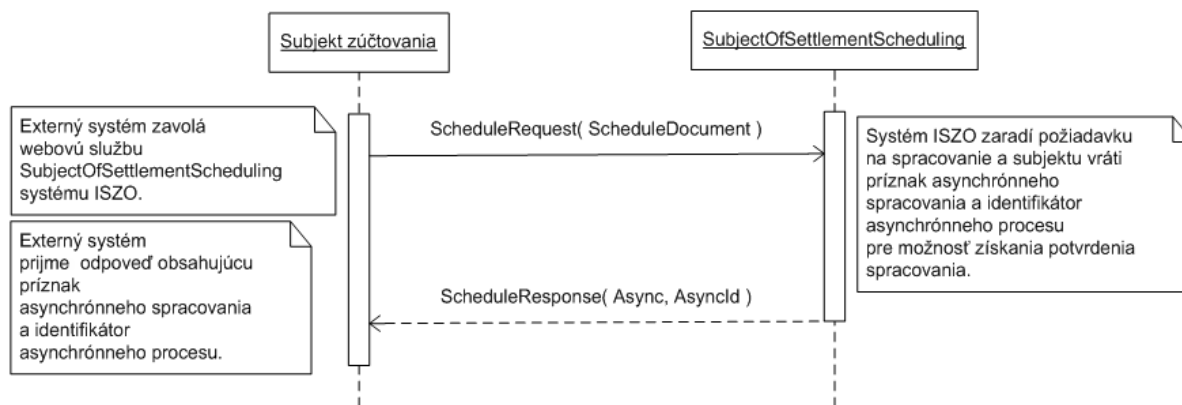 Subjekt zúčtovania
SubjectOfSettlementScheduling
Externý systém zavolá
webovú službu
SubjectOfSettlementScheduling
systému ISZO.
ScheduleRequest( ScheduleDocument )
Systém ISZO zaradí požiadavku
na spracovanie a subjektu vráti
príznak asynchrónneho
spracovania a identifikátor
asynchrónneho procesu
pre možnosť získania potvrdenia
spracovania.
Externý systém
prijme  odpoveď obsahujúcu
príznak
asynchrónneho spracovania
a identifikátor
asynchrónneho procesu.
ScheduleResponse( Async, AsyncId )